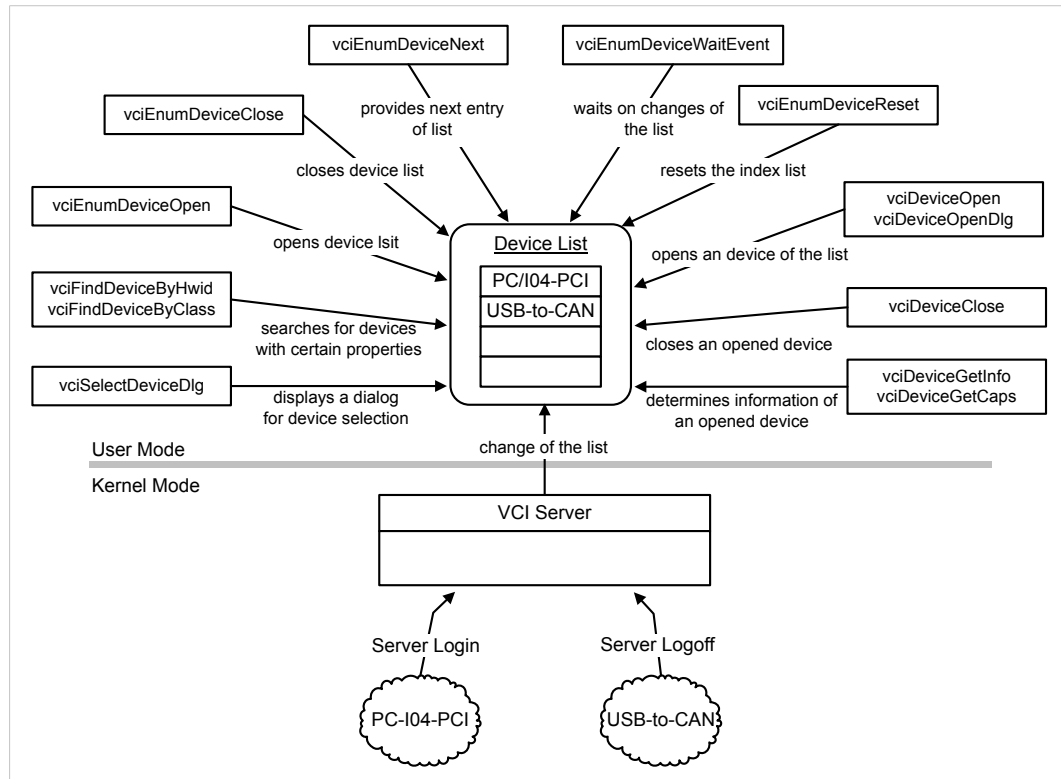 vciEnumDeviceNext
vciEnumDeviceWaitEvent
provides next entry
of list
waits on changes of
the list
vciEnumDeviceClose
vciEnumDeviceReset
closes device list
resets the index list
vciEnumDeviceOpen
vciDeviceOpen
vciDeviceOpenDlg
opens device lsit
opens an device of the list
Device List
PC/I04-PCI
USB-to-CAN
vciFindDeviceByHwid
vciFindDeviceByClass
vciDeviceClose
searches for devices
with certain properties
closes an opened device
vciSelectDeviceDlg
vciDeviceGetInfo
vciDeviceGetCaps
displays a dialog
for device selection
determines information of
an opened device
change of the list
User Mode
Kernel Mode
VCI Server
Server Login
Server Logoff
PC-I04-PCI
USB-to-CAN